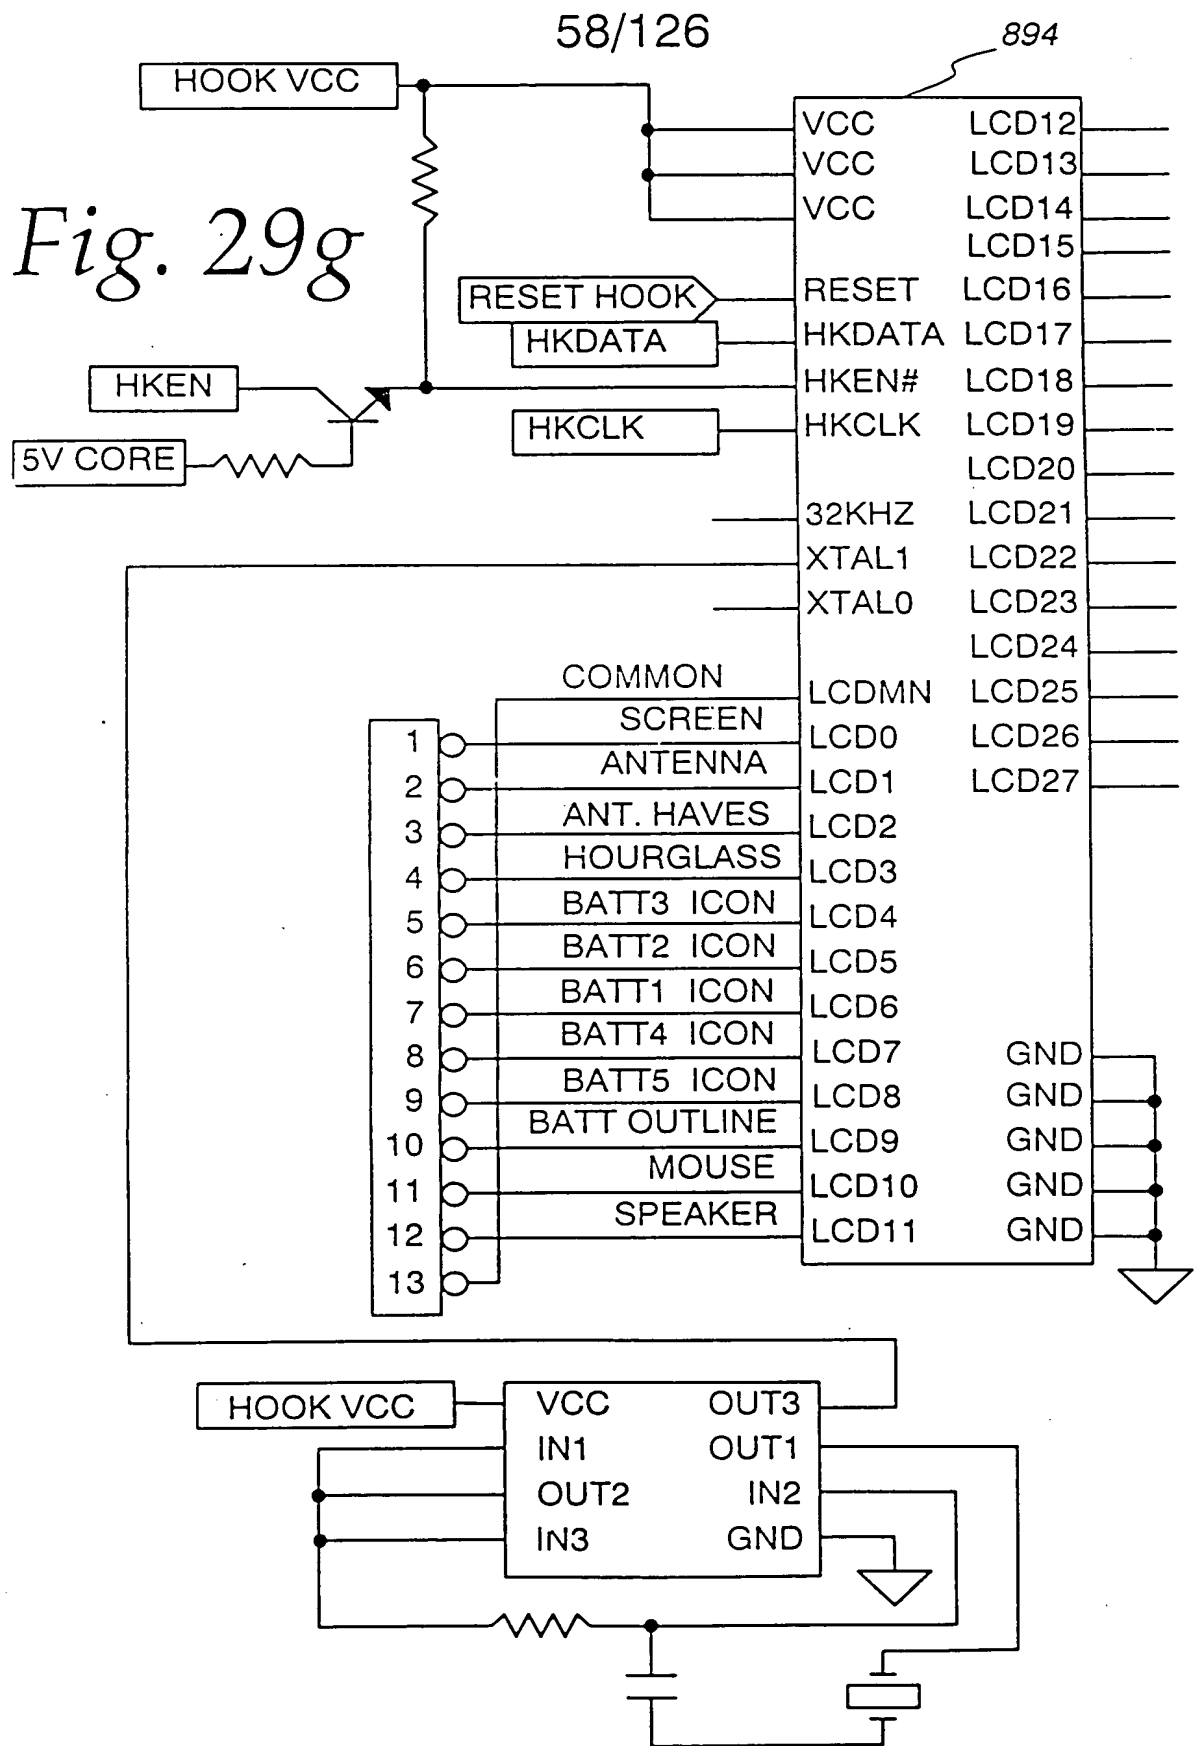 58/126
894
HOOK VCC
Fig. 29g
VCC LCD12
VCC LCD13
VCC LCD14
LCD15
RESET HOOK RESET LCD16
HKDATA HKDATA LCD17
HKEN HKEN# LCD18
HKCLK HKCLK LCD19
5V CORE LCD20
32KHZ LCD21
XTAL1 LCD22
XTAL0 LCD23
LCD24
COMMON LCDMN LCD25
1 SCREEN LCD0 LCD26
2 ANTENNA LCD1 LCD27
3 ANT. HAVES LCD2
4 HOURGLASS LCD3
5 BATT3 ICON LCD4
6 BATT2 ICON LCD5
7 BATT1 ICON LCD6
8 BATT4 ICON LCD7 GND
9 BATT5 ICON LCD8 GND
10 BATT OUTLINE LCD9 GND
11 MOUSE LCD10 GND
12 SPEAKER LCD11 GND
13
HOOK VCC VCC OUT3
IN1 OUT1
OUT2 IN2
IN3 GND